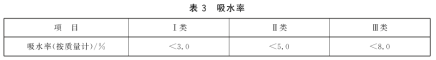 表 3 吸水率
项 目 Ⅰ类 Ⅱ类 Ⅲ类
吸水率(按质量计)/% <3.0 <5.0 <8.0